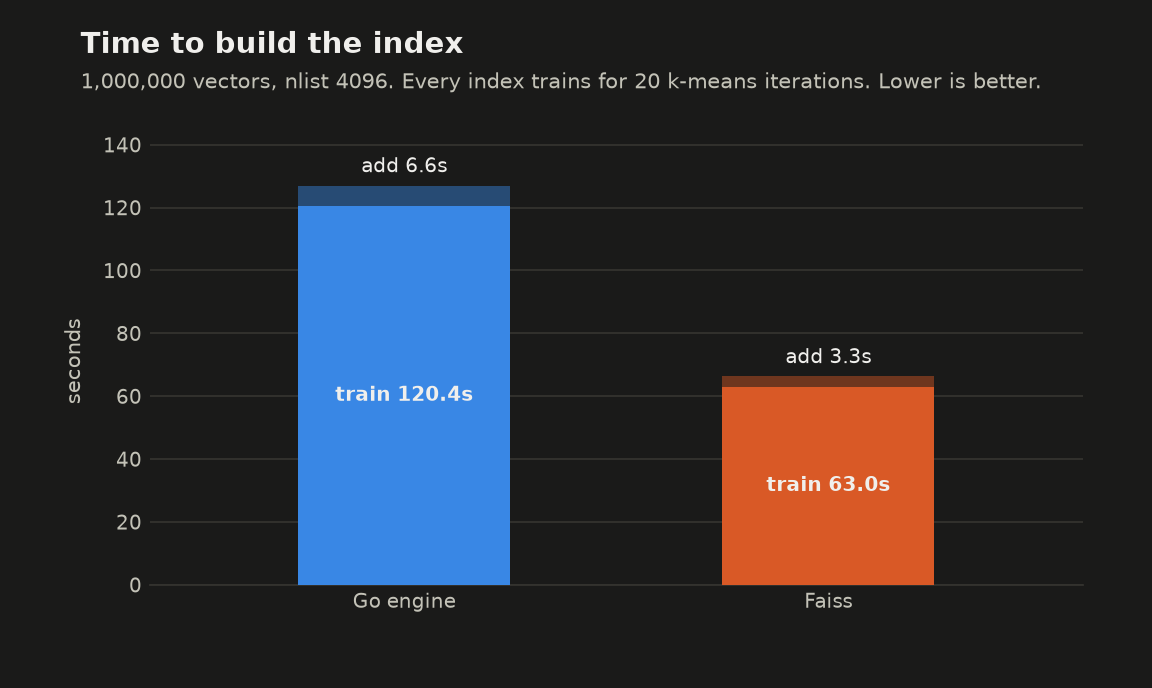 Time to build the index
1,000,000 vectors, nlist 4096. Every index trains for 20 k-means iterations. Lower is better.
140
120
100
80
60
40
20
0
seconds
add 6.6s
train 120.4s
add 3.3s
train 63.0s
Go engine
Faiss